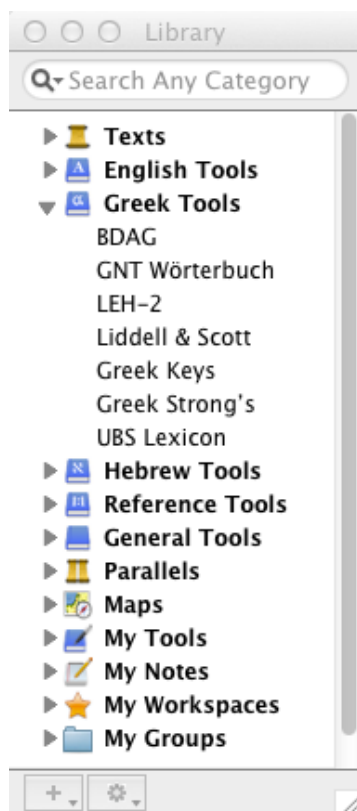 Library
Search Any Category
Texts
English Tools
Greek Tools
BDAG
GNT Wörterbuch
LEH-2
Liddell & Scott
Greek Keys
Greek Strong's
UBS Lexicon
Hebrew Tools
Reference Tools
General Tools
Parallels
Maps
My Tools
My Notes
My Workspaces
My Groups